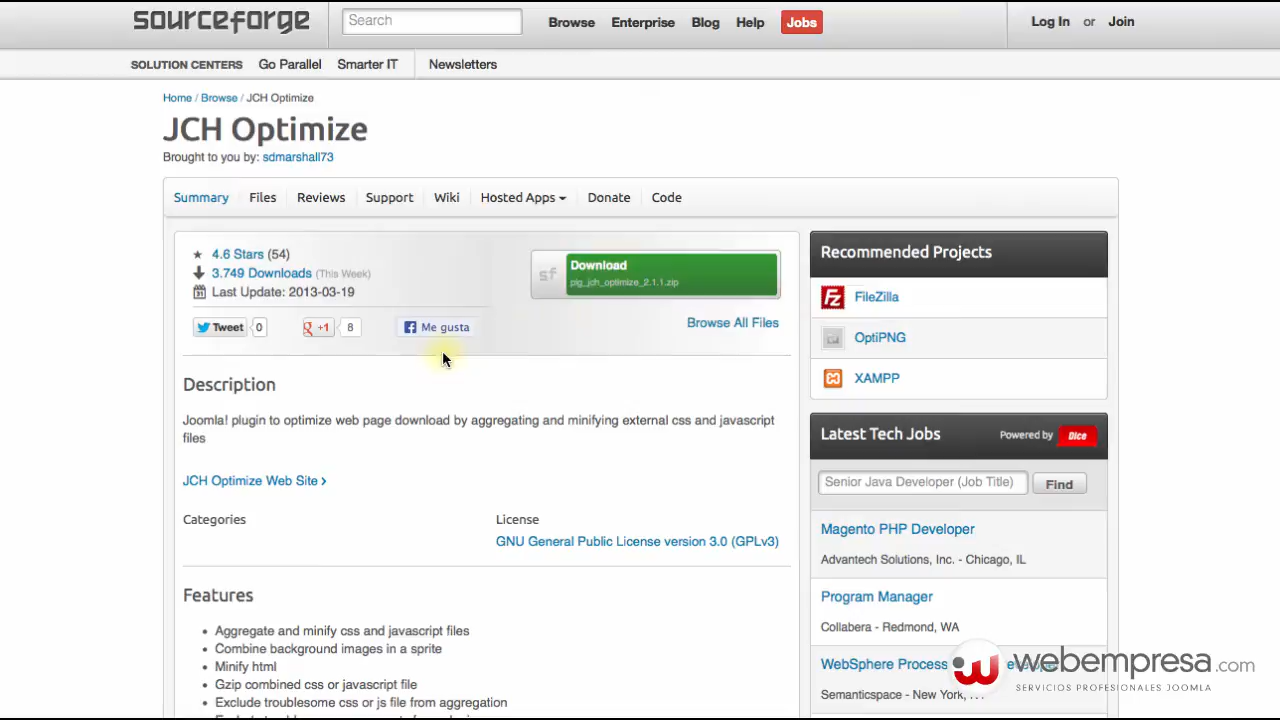 sourceforge
Search
Browse Enterprise Blog Help Jobs
Log In or Join
SOLUTION CENTERS Go Parallel Smarter IT Newsletters
Home / Browse / JCH Optimize
JCH Optimize
Brought to you by: sdmarshall73
Summary Files Reviews Support Wiki Hosted Apps Donate Code
4.6 Stars (54)
3.749 Downloads (This Week)
Last Update: 2013-03-19
Tweet 0
+1 8
Me gusta
sf
Download
plg_jch_optimize_2.1.1.zip
Browse All Files
Description
Joomla! plugin to optimize web page download by aggregating and minifying external css and javascript
files
JCH Optimize Web Site ›
Categories
License
GNU General Public License version 3.0 (GPLv3)
Features
• Aggregate and minify css and javascript files
• Combine background images in a sprite
• Minify html
• Gzip combined css or javascript file
• Exclude troublesome css or js file from aggregation
Recommended Projects
FileZilla
OptiPNG
XAMPP
Latest Tech Jobs
Powered by Dice
Senior Java Developer (Job Title)
Find
Magento PHP Developer
Advantech Solutions, Inc. - Chicago, IL
Program Manager
Collabera - Redmond, WA
WebSphere Process
Semanticspace - New York,
webempresa.com
SERVICIOS PROFESIONALES JOOMLA